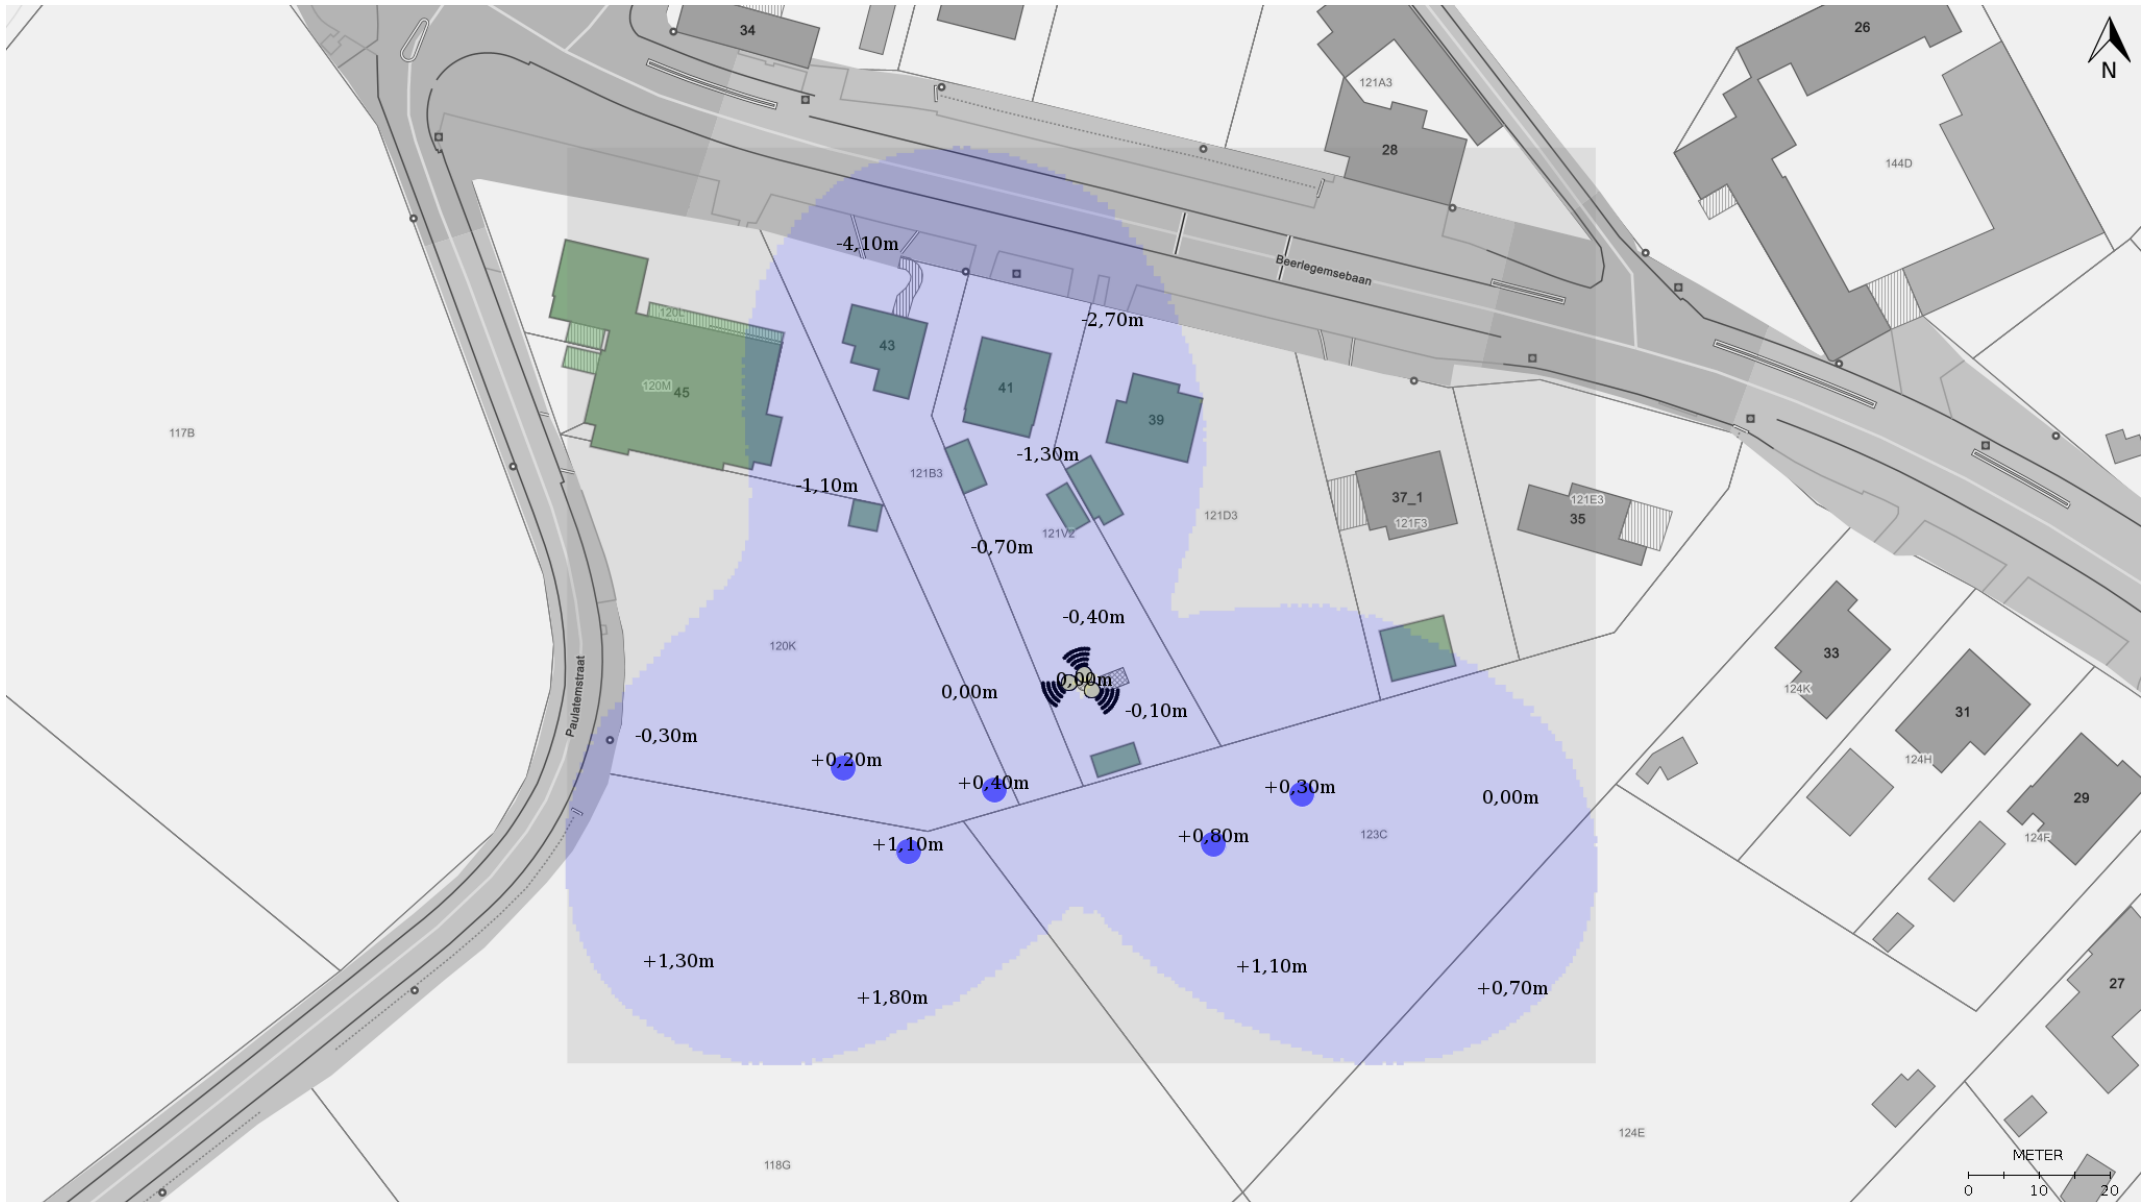 34
26
N
121A3
28
144D
-4,10m
Beerlegemsebaan
120L
-2,70m
43
41
120M
45
39
117B
-1,30m
121B3
-1,10m
37_1
121E3
121D3
35
121F3
121V2
-0,70m
-0,40m
120K
33
0,00m
124K
0,00m
Paulatemstraat
-0,10m
31
-0,30m
+0,20m
124H
+0,40m
+0,30m
0,00m
29
+1,10m
+0,80m
123C
124F
+1,30m
+1,10m
27
+1,80m
+0,70m
124E
118G
METER
0 10 20